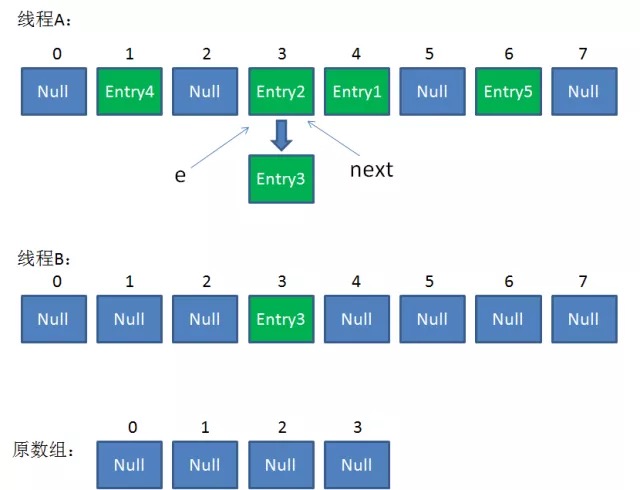 线程A：
0 1 2 3 4 5 6 7
Null Entry4 Null Entry2 Entry1 Null Entry5 Null
e Entry3 next
线程B：
0 1 2 3 4 5 6 7
Null Null Null Entry3 Null Null Null Null
0 1 2 3
原数组： Null Null Null Null